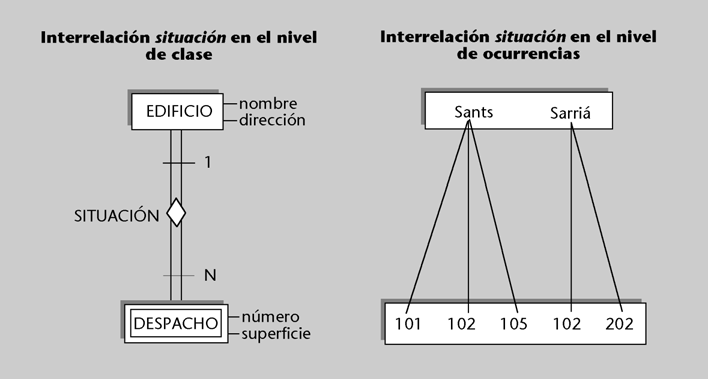 Interrelación situación en el nivel
de clase
EDIFICIO
nombre
dirección
1
SITUACIÓN
N
DESPACHO
número
superficie
Interrelación situación en el nivel
de ocurrencias
Sants Sarriá
101 102 105 102 202